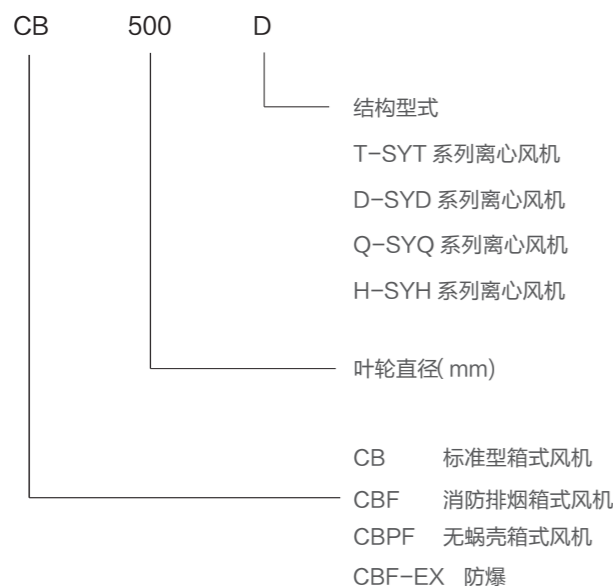 CB 500 D
结构型式
T-SYT 系列离心风机
D-SYD 系列离心风机
Q-SYQ 系列离心风机
H-SYH 系列离心风机
叶轮直径( mm)
CB 标准型箱式风机
CBF 消防排烟箱式风机
CBPF 无蜗壳箱式风机
CBF-EX 防爆